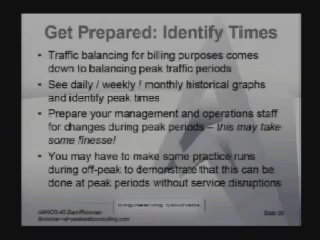 Get Prepared: Identify Times
• Traffic balancing for billing purposes comes
down to balancing peak traffic periods
• See daily / weekly / monthly historical graphs
and identify peak times
• Prepare your management and operations staff
for changes during peak periods – this may take
some finesse!
• You may have to make some practice runs
during off-peak to demonstrate that this can be
done at peak periods without service disruptions
Engineering Solutions
Slide